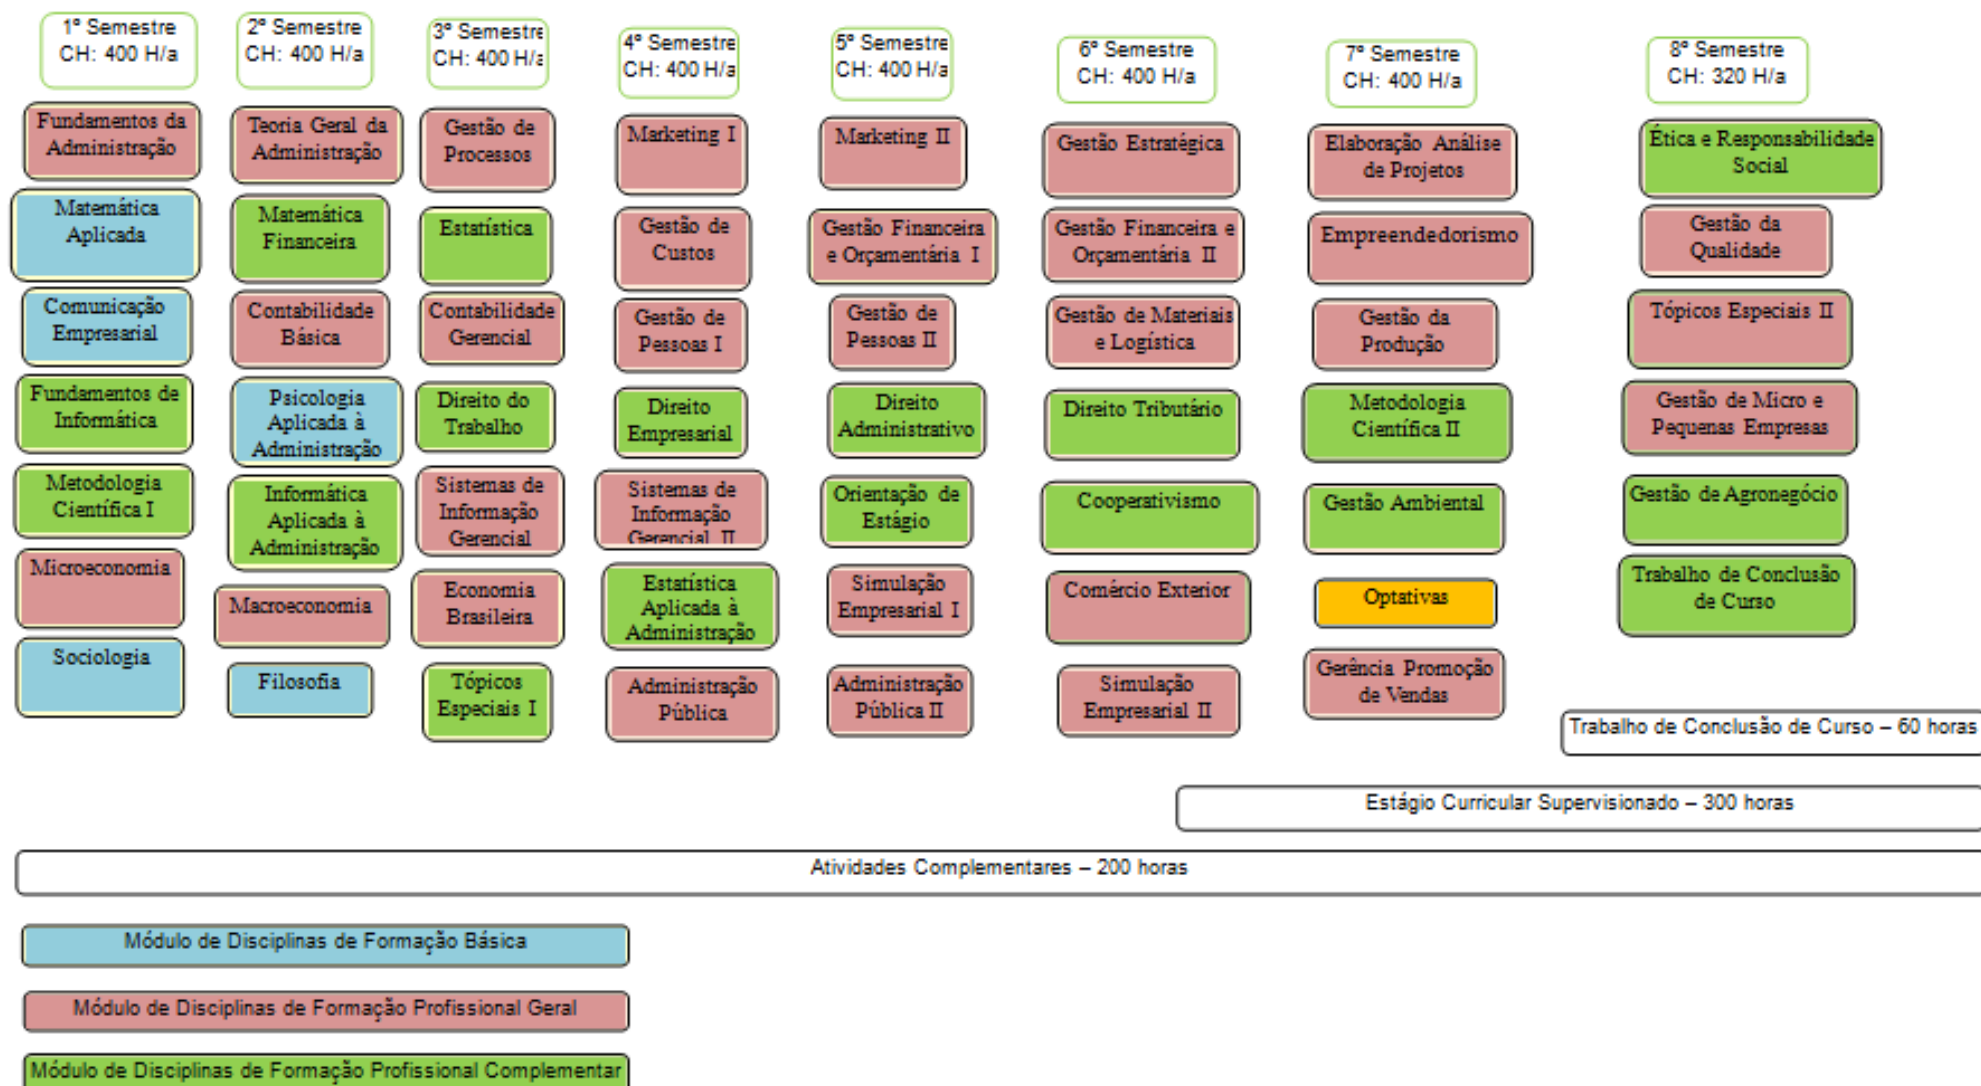 1º Semestre
CH: 400 H/a
Fundamentos da
Administração
Matemática
Aplicada
Comunicação
Empresarial
Fundamentos de
Informática
Metodologia
Científica I
Microeconomia
Sociologia
2º Semestre
CH: 400 H/a
Teoria Geral da
Administração
Matemática
Financeira
Contabilidade
Básica
Psicologia
Aplicada à
Administração
Informática
Aplicada à
Administração
Macroeconomia
Filosofia
3º Semestre
CH: 400 H/a
Gestão de
Processos
Estatística
Contabilidade
Gerencial
Direito do
Trabalho
Sistemas de
Informação
Gerencial
Economia
Brasileira
Tópicos
Especiais I
4º Semestre
CH: 400 H/a
Marketing I
Gestão de
Custos
Gestão de
Pessoas I
Direito
Empresarial
Sistemas de
Informação
Gerencial II
Estatística
Aplicada à
Administração
Administração
Pública
5º Semestre
CH: 400 H/a
Marketing II
Gestão Financeira
e Orçamentária I
Gestão de
Pessoas II
Direito
Administrativo
Orientação de
Estágio
Simulação
Empresarial I
Administração
Pública II
6º Semestre
CH: 400 H/a
Gestão Estratégica
Gestão Financeira e
Orçamentária II
Gestão de Materiais
e Logística
Direito Tributário
Cooperativismo
Comércio Exterior
Simulação
Empresarial II
7º Semestre
CH: 400 H/a
Elaboração Análise
de Projetos
Empreendedorismo
Gestão da
Produção
Metodologia
Científica II
Gestão Ambiental
Optativas
Gerência Promoção
de Vendas
8º Semestre
CH: 320 H/a
Ética e Responsabilidade
Social
Gestão da
Qualidade
Tópicos Especiais II
Gestão de Micro e
Pequenas Empresas
Gestão de Agronegócio
Trabalho de Conclusão
de Curso
Trabalho de Conclusão de Curso – 60 horas
Estágio Curricular Supervisionado – 300 horas
Atividades Complementares – 200 horas
Módulo de Disciplinas de Formação Básica
Módulo de Disciplinas de Formação Profissional Geral
Módulo de Disciplinas de Formação Profissional Complementar